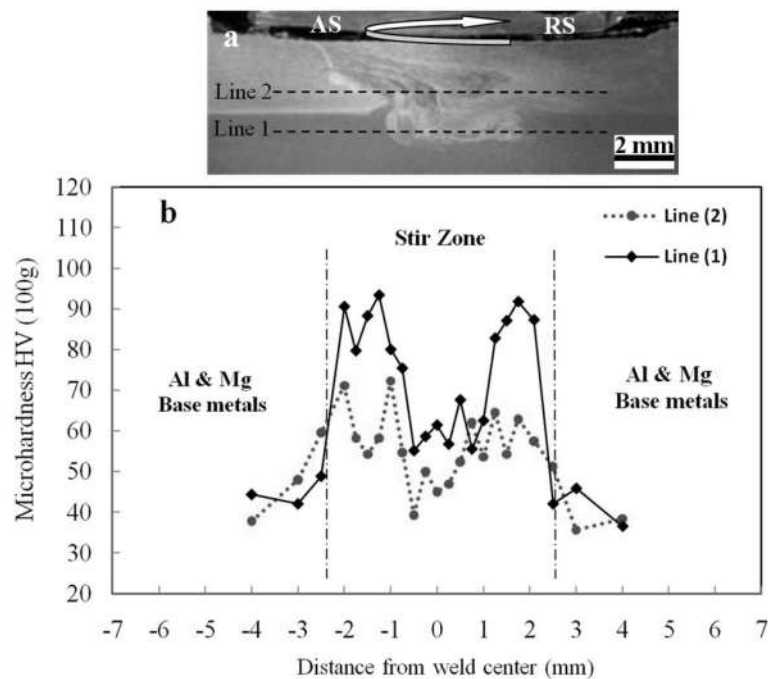 AS
RS
a
Line 2
Line 1
2 mm
b
Line (2)
Line (1)
Stir Zone
Al & Mg
Base metals
Al & Mg
Base metals
Microhardness HV (100g)
120
110
100
90
80
70
60
50
40
30
20
-7 -6 -5 -4 -3 -2 -1 0 1 2 3 4 5 6 7
Distance from weld center (mm)